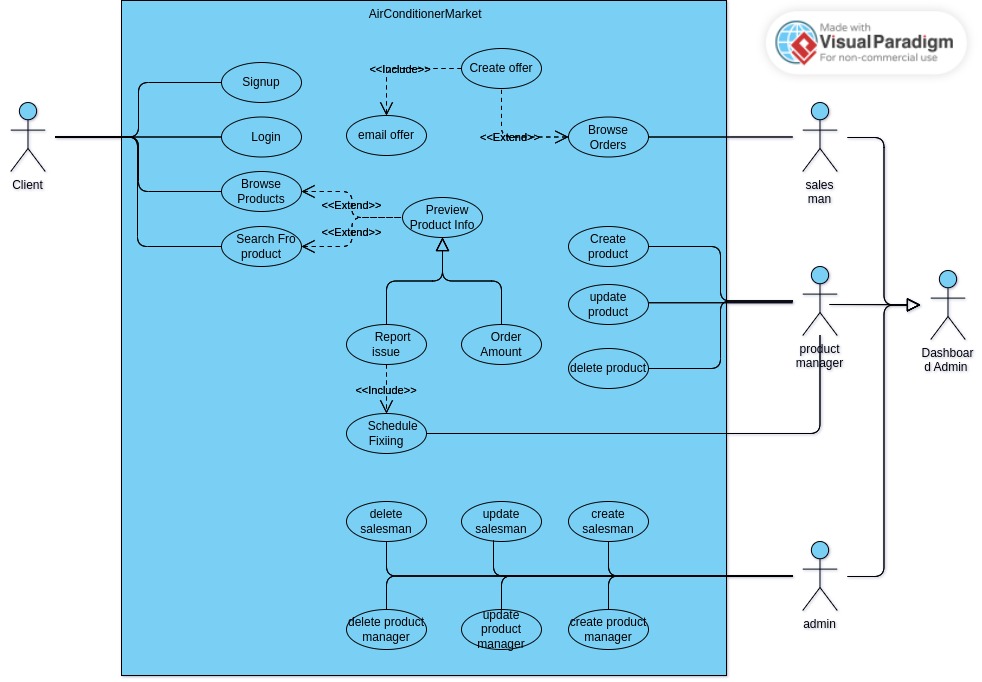 AirConditionerMarket
Made with
VisualParadigm
For non-commercial use
Signup
<<Include>>
Create offer
email offer
Login
<<Extend>>
Browse
Orders
Client
sales
man
Browse
Products
<<Extend>>
Preview
Product Info
<<Extend>>
Search Fro
product
Create
product
update
product
Report
issue
Order
Amount
product
manager
Dashboar
d Admin
delete product
<<Include>>
Schedule
Fixiing
delete
salesman
update
salesman
create
salesman
delete product
manager
update
product
manager
create product
manager
admin